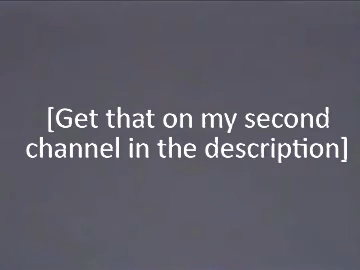 [Get that on my second
channel in the description]